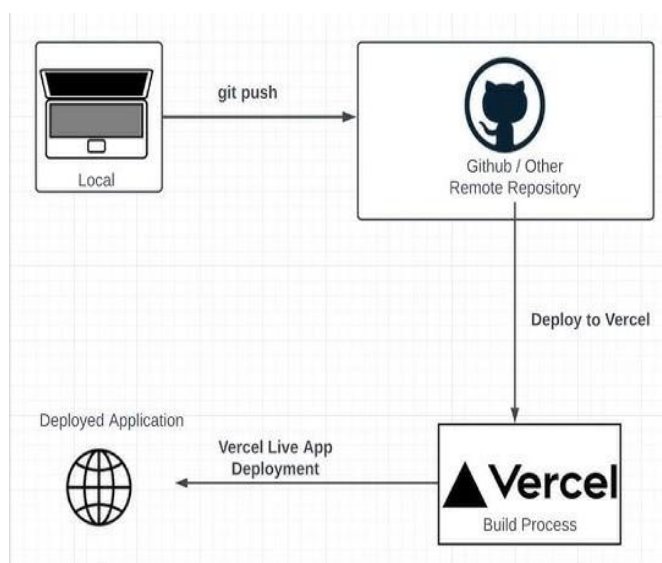 git push
Local
Github / Other
Remote Repository
Deploy to Vercel
Deployed Application
Vercel Live App
Deployment
Vercel
Build Process